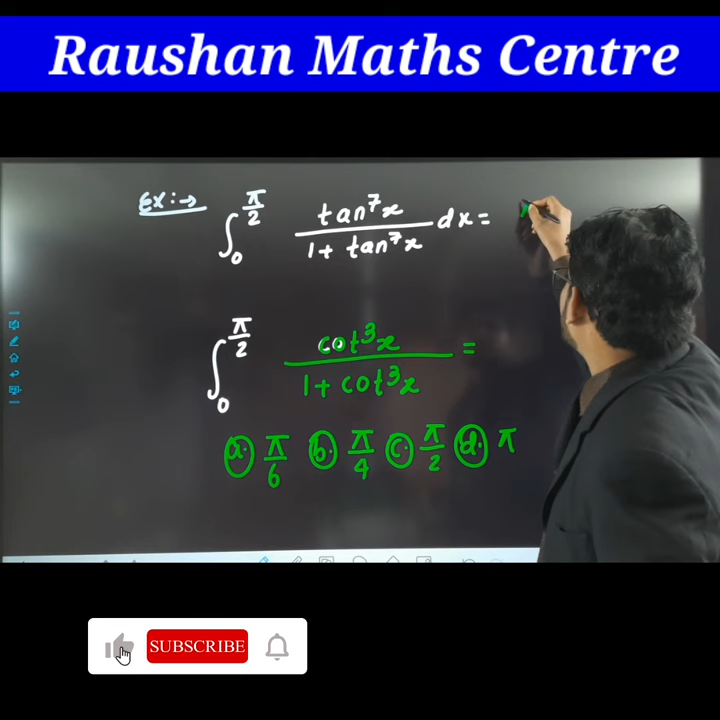 Raushan Maths Centre
Ex:→ ∫₀^(π/2) tan⁷x / (1 + tan⁷x) dx =
∫₀^(π/2) cot³x / (1 + cot³x) =
a. π/6 b. π/4 c. π/2 d. π
SUBSCRIBE